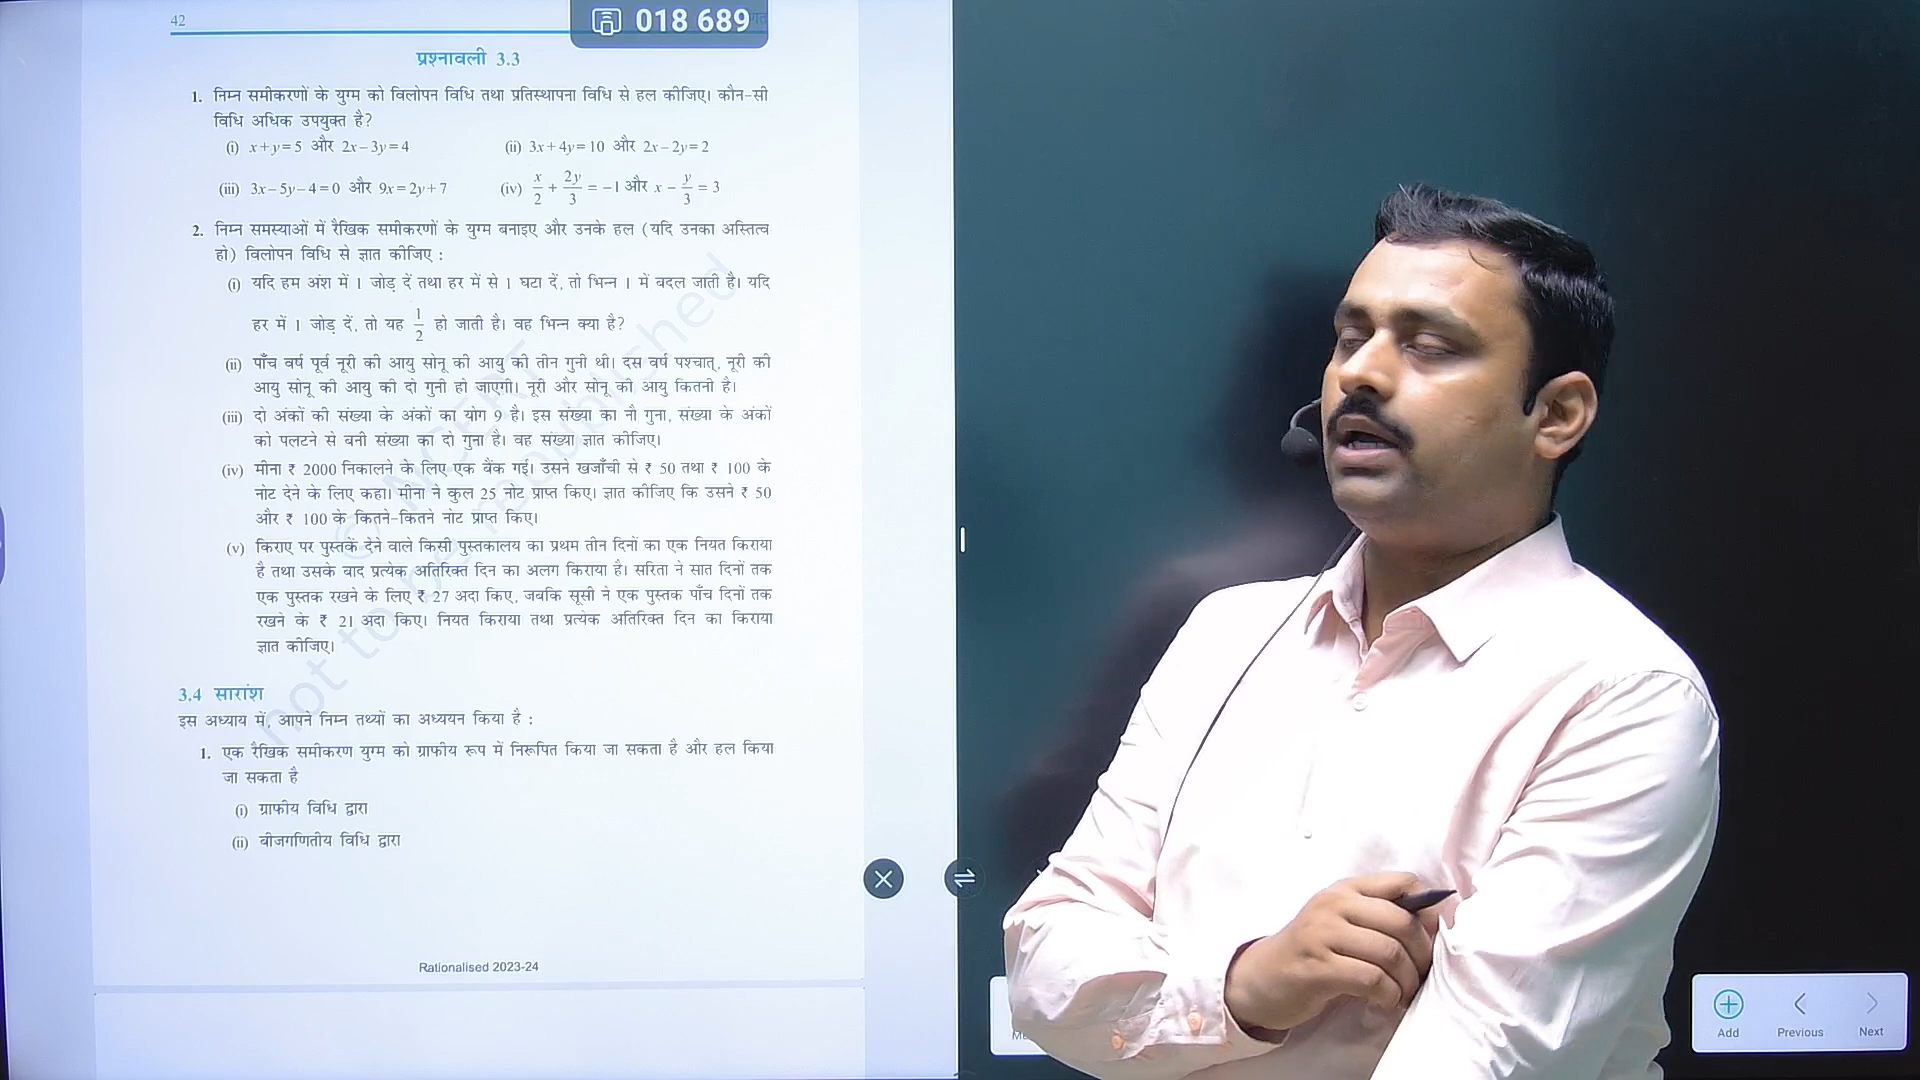 42
018 689
प्रश्नावली 3.3
1. निम्न समीकरणों के युग्म को विलोपन विधि तथा प्रतिस्थापना विधि से हल कीजिए। कौन-सी
विधि अधिक उपयुक्त है?
(i) x + y = 5 और 2x – 3y = 4 (ii) 3x + 4y = 10 और 2x – 2y = 2
(iii) 3x – 5y – 4 = 0 और 9x = 2y + 7 (iv) x/2 + 2y/3 = –1 और x – y/3 = 3
2. निम्न समस्याओं में रैखिक समीकरणों के युग्म बनाइए और उनके हल (यदि उनका अस्तित्व
हो) विलोपन विधि से ज्ञात कीजिए :
(i) यदि हम अंश में 1 जोड़ दें तथा हर में से 1 घटा दें, तो भिन्न 1 में बदल जाती है। यदि
हर में 1 जोड़ दें, तो यह 1/2 हो जाती है। वह भिन्न क्या है?
(ii) पाँच वर्ष पूर्व नूरी की आयु सोनू की आयु की तीन गुनी थी। दस वर्ष पश्चात्, नूरी की
आयु सोनू की आयु की दो गुनी हो जाएगी। नूरी और सोनू की आयु कितनी है।
(iii) दो अंकों की संख्या के अंकों का योग 9 है। इस संख्या का नौ गुना, संख्या के अंकों
को पलटने से बनी संख्या का दो गुना है। वह संख्या ज्ञात कीजिए।
(iv) मीना ₹ 2000 निकालने के लिए एक बैंक गई। उसने खजाँची से ₹ 50 तथा ₹ 100 के
नोट देने के लिए कहा। मीना ने कुल 25 नोट प्राप्त किए। ज्ञात कीजिए कि उसने ₹ 50
और ₹ 100 के कितने-कितने नोट प्राप्त किए।
(v) किराए पर पुस्तकें देने वाले किसी पुस्तकालय का प्रथम तीन दिनों का एक नियत किराया
है तथा उसके बाद प्रत्येक अतिरिक्त दिन का अलग किराया है। सरिता ने सात दिनों तक
एक पुस्तक रखने के लिए ₹ 27 अदा किए, जबकि सूसी ने एक पुस्तक पाँच दिनों तक
रखने के ₹ 21 अदा किए। नियत किराया तथा प्रत्येक अतिरिक्त दिन का किराया
ज्ञात कीजिए।
© NCERT
not to be republished
3.4 सारांश
इस अध्याय में, आपने निम्न तथ्यों का अध्ययन किया है :
1. एक रैखिक समीकरण युग्म को ग्राफीय रूप में निरूपित किया जा सकता है और हल किया
जा सकता है
(i) ग्राफीय विधि द्वारा
(ii) बीजगणितीय विधि द्वारा
Rationalised 2023-24
Add Previous Next